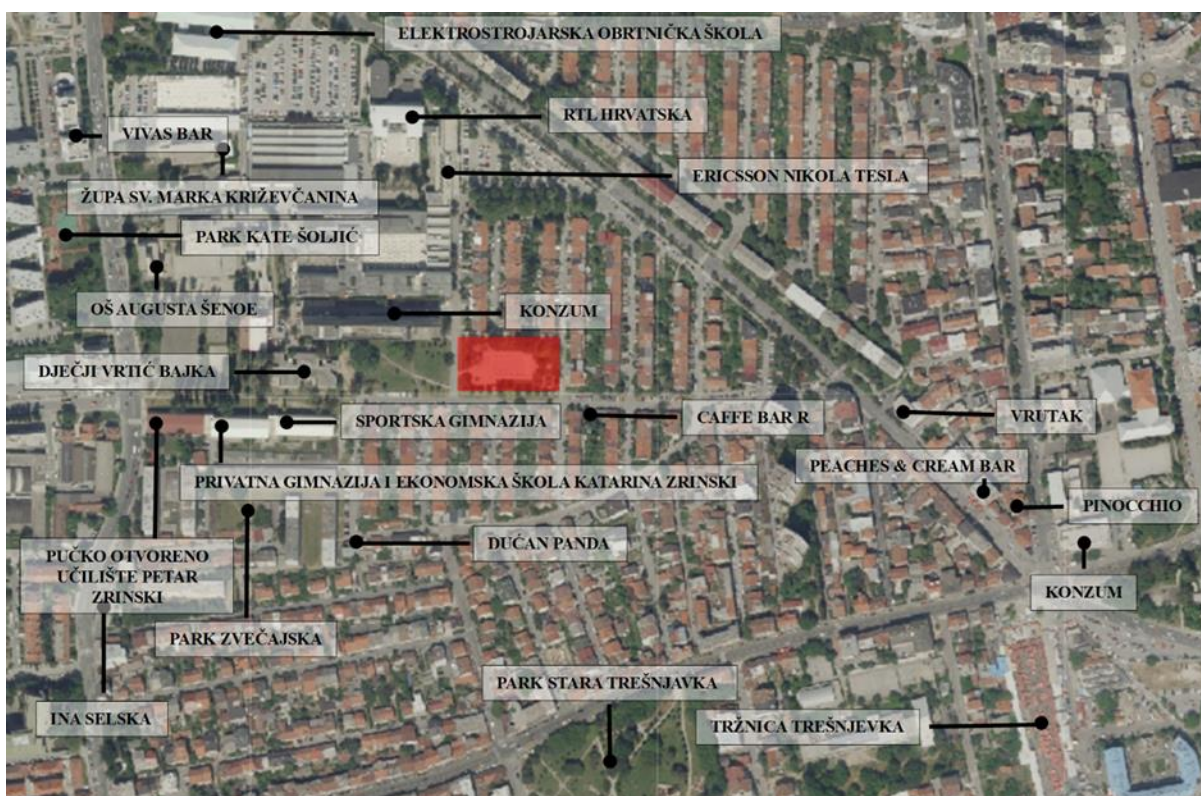 ELEKTROSTROJARSKA OBRTNIČKA ŠKOLA
VIVAS BAR
RTL HRVATSKA
ŽUPA SV. MARKA KRIŽEVČANINA
ERICSSON NIKOLA TESLA
PARK KATE ŠOLJIĆ
OŠ AUGUSTA ŠENOE
KONZUM
DJEČJI VRTIĆ BAJKA
SPORTSKA GIMNAZIJA
CAFFE BAR R
VRUTAK
PEACHES & CREAM BAR
PRIVATNA GIMNAZIJA I EKONOMSKA ŠKOLA KATARINA ZRINSKI
PINOCCHIO
PUČKO OTVORENO
UČILIŠTE PETAR
ZRINSKI
DUĆAN PANDA
KONZUM
PARK ZVEČAJSKA
PARK STARA TREŠNJAVKA
INA SELSKA
TRŽNICA TREŠNJEVKA